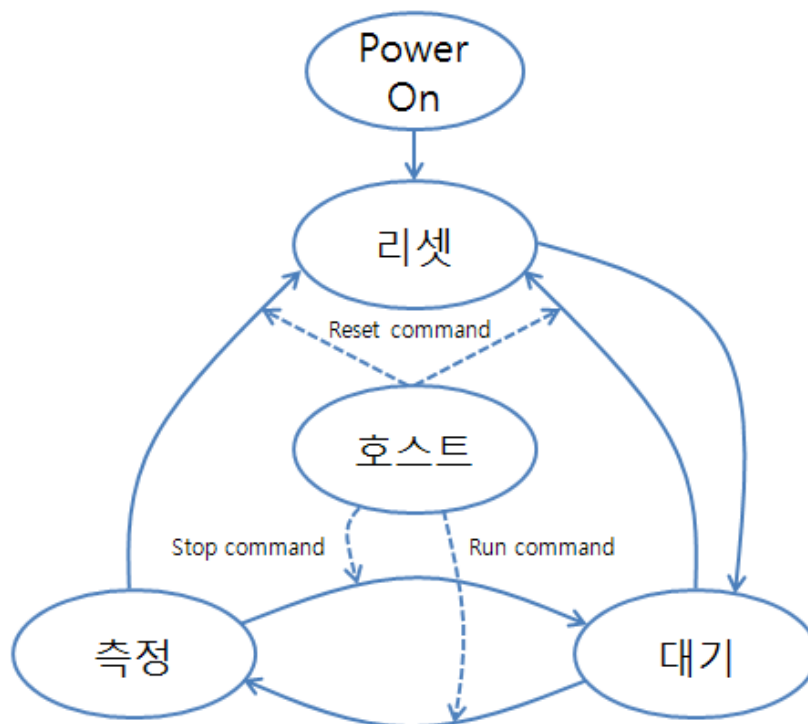 Power
On
리셋
Reset command
호스트
Stop command
Run command
측정
대기